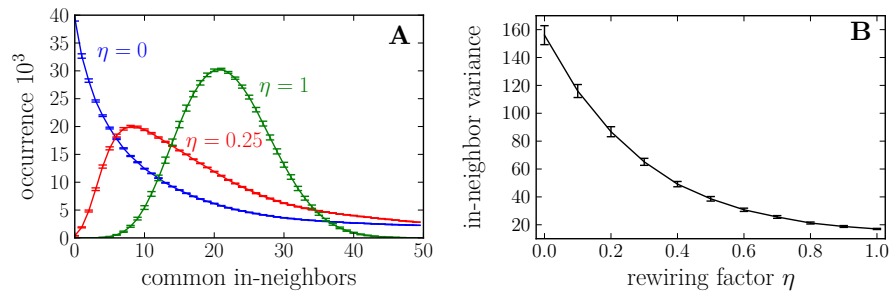 A
occurrence 10^3
40
35
30
25
20
15
10
5
0
η = 0
η = 1
η = 0.25
0 10 20 30 40 50
common in-neighbors
B
in-neighbor variance
160
140
120
100
80
60
40
20
0.0 0.2 0.4 0.6 0.8 1.0
rewiring factor η